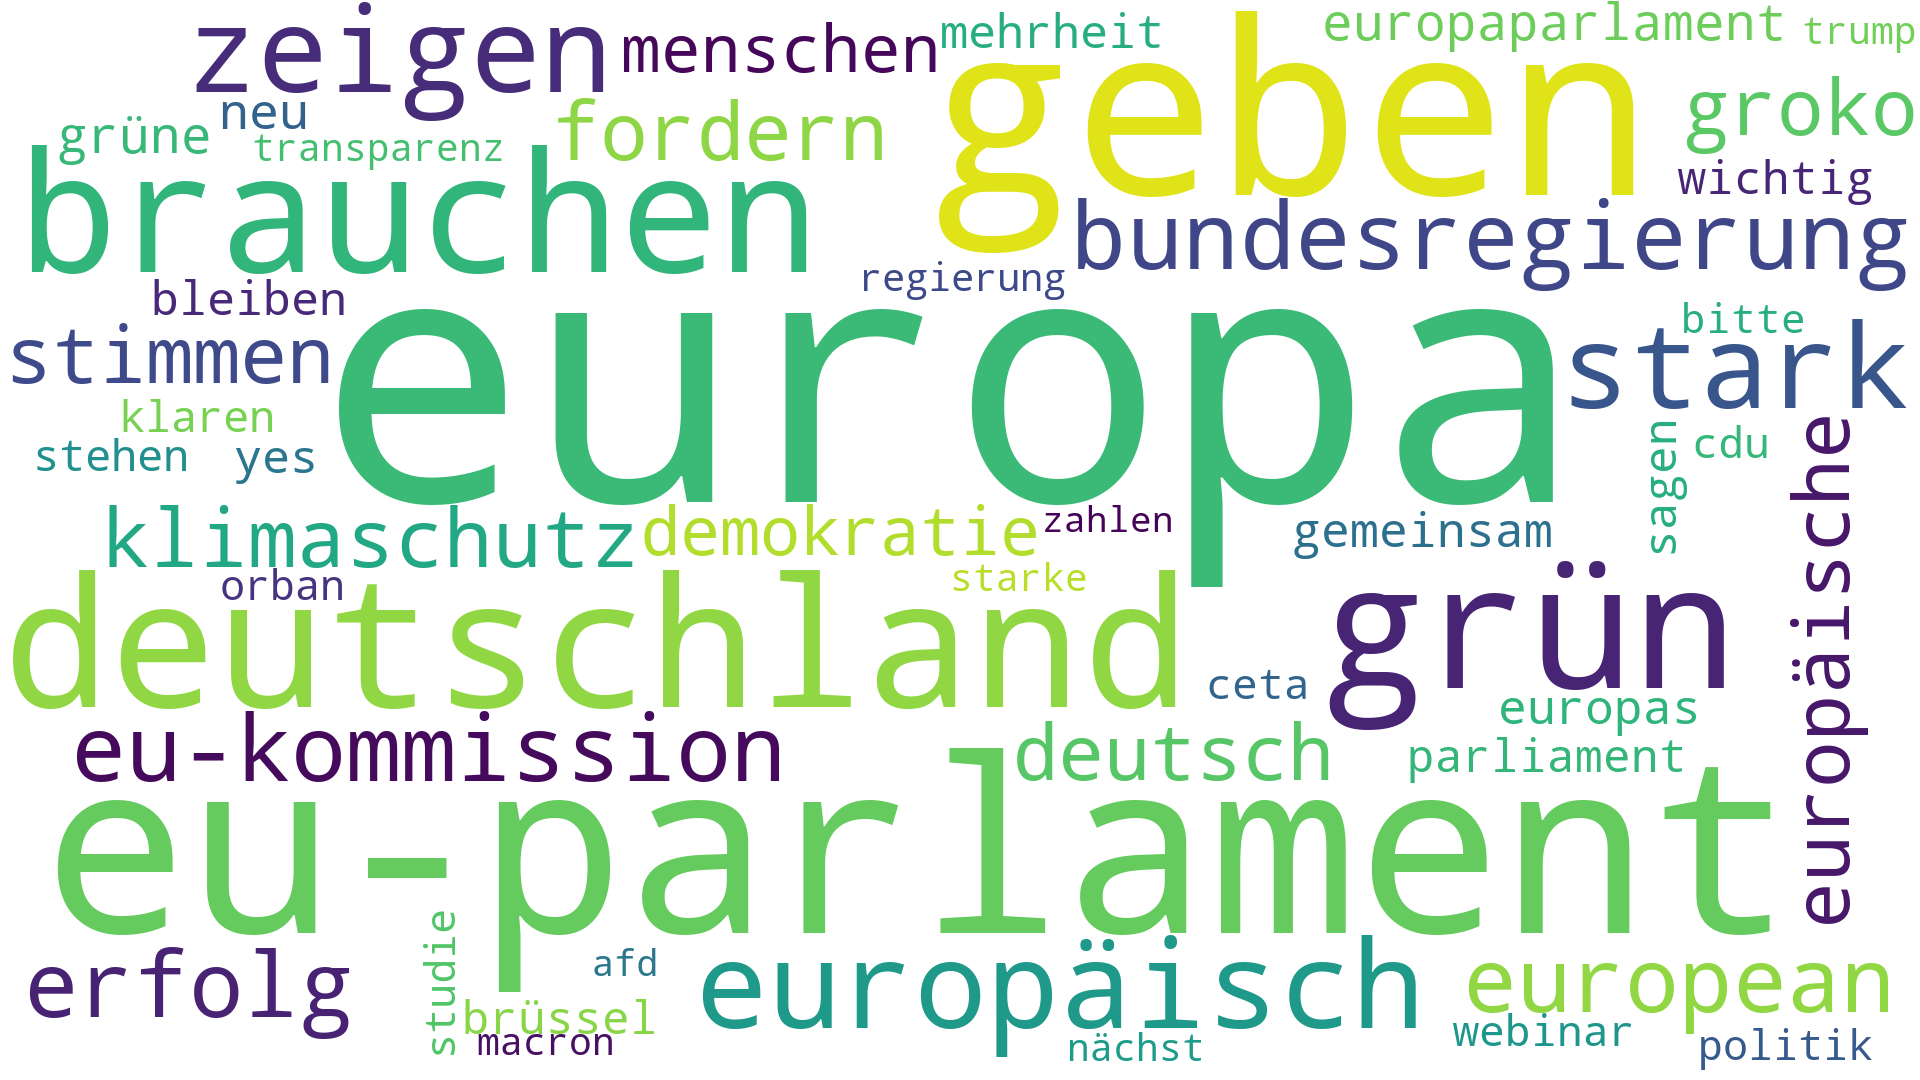 zeigen
menschen
mehrheit
geben
europaparlament
trump
grüne
neu
transparenz
fordern
groko
wichtig
brauchen
bundesregierung
regierung
bleiben
europa
bitte
stimmen
stark
klaren
stehen
yes
sagen
cdu
europäische
klimaschutz
demokratie
zahlen
gemeinsam
orban
starke
deutschland
grün
ceta
europas
eu-kommission
deutsch
parliament
eu-parlament
erfolg
studie
afd
europäisch
european
brüssel
macron
nächst
webinar
politik